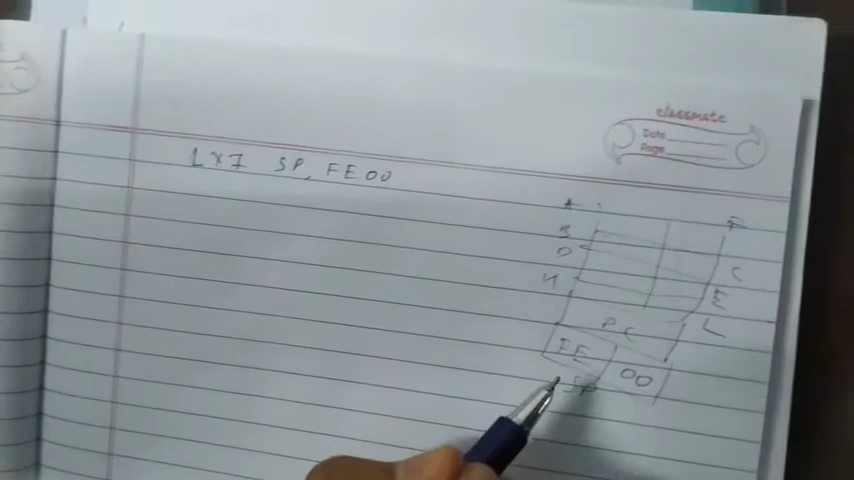 classmate
Date
Page
LXI SP, FE00
A F
B C
D E
H L
PC
FE 00
SP